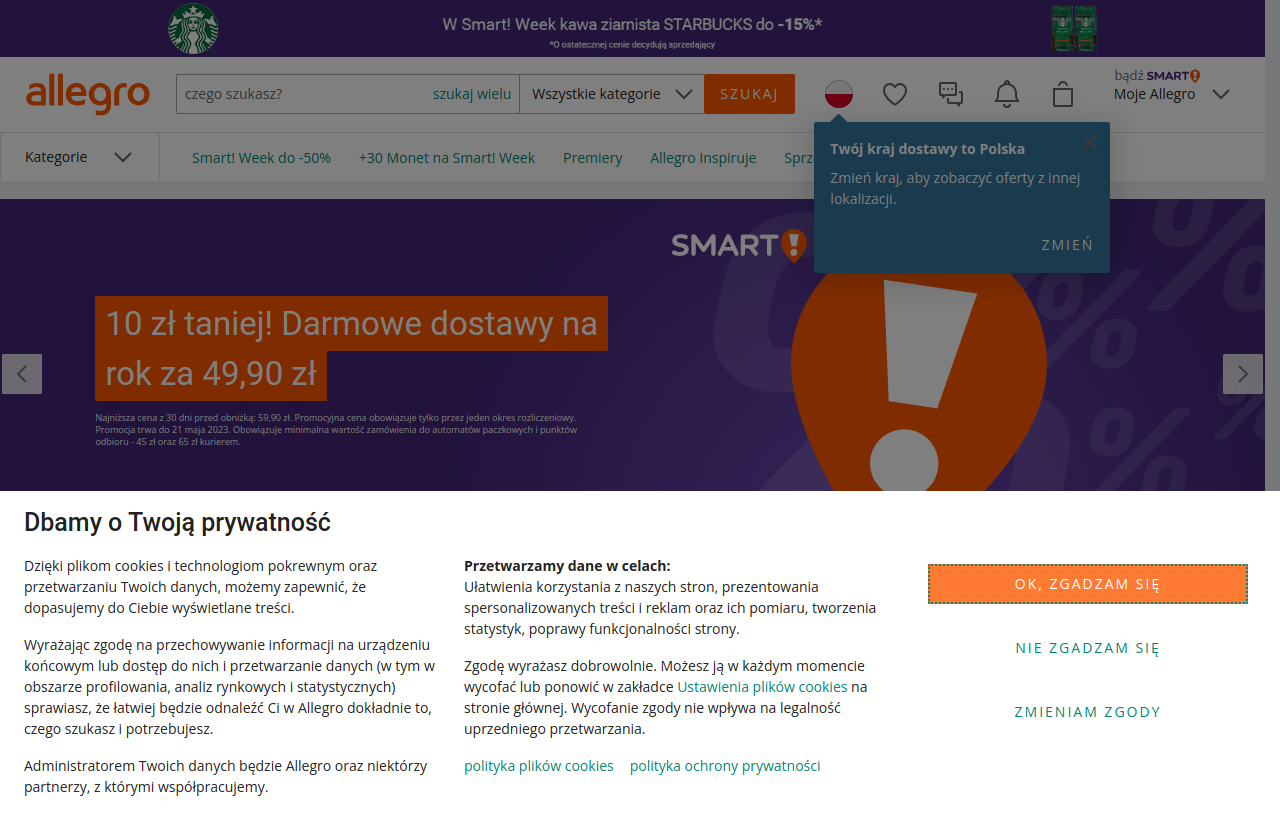 W Smart! Week kawa ziarnista STARBUCKS do -15%*
*O ostatecznej cenie decydują sprzedający
allegro
czego szukasz?
szukaj wielu
Wszystkie kategorie
SZUKAJ
bądź SMART!
Moje Allegro
Kategorie
Smart! Week do -50%
+30 Monet na Smart! Week
Premiery
Allegro Inspiruje
Twój kraj dostawy to Polska
Zmień kraj, aby zobaczyć oferty z innej
lokalizacji.
ZMIEŃ
SMART!
10 zł taniej! Darmowe dostawy na
rok za 49,90 zł
Najniższa cena z 30 dni przed obniżką: 59,90 zł. Promocyjna cena obowiązuje tylko przez jeden okres rozliczeniowy.
Promocja trwa do 21 maja 2023. Obowiązuje minimalna wartość zamówienia do automatów paczkowych i punktów
odbioru - 45 zł oraz 65 zł kurierem.
Dbamy o Twoją prywatność
Dzięki plikom cookies i technologiom pokrewnym oraz
przetwarzaniu Twoich danych, możemy zapewnić, że
dopasujemy do Ciebie wyświetlane treści.
Wyrażając zgodę na przechowywanie informacji na urządzeniu
końcowym lub dostęp do nich i przetwarzanie danych (w tym w
obszarze profilowania, analiz rynkowych i statystycznych)
sprawiasz, że łatwiej będzie odnaleźć Ci w Allegro dokładnie to,
czego szukasz i potrzebujesz.
Administratorem Twoich danych będzie Allegro oraz niektórzy
partnerzy, z którymi współpracujemy.
Przetwarzamy dane w celach:
Ułatwienia korzystania z naszych stron, prezentowania
spersonalizowanych treści i reklam oraz ich pomiaru, tworzenia
statystyk, poprawy funkcjonalności strony.
Zgodę wyrażasz dobrowolnie. Możesz ją w każdym momencie
wycofać lub ponowić w zakładce Ustawienia plików cookies na
stronie głównej. Wycofanie zgody nie wpływa na legalność
uprzedniego przetwarzania.
polityka plików cookies
polityka ochrony prywatności
OK, ZGADZAM SIĘ
NIE ZGADZAM SIĘ
ZMIENIAM ZGODY